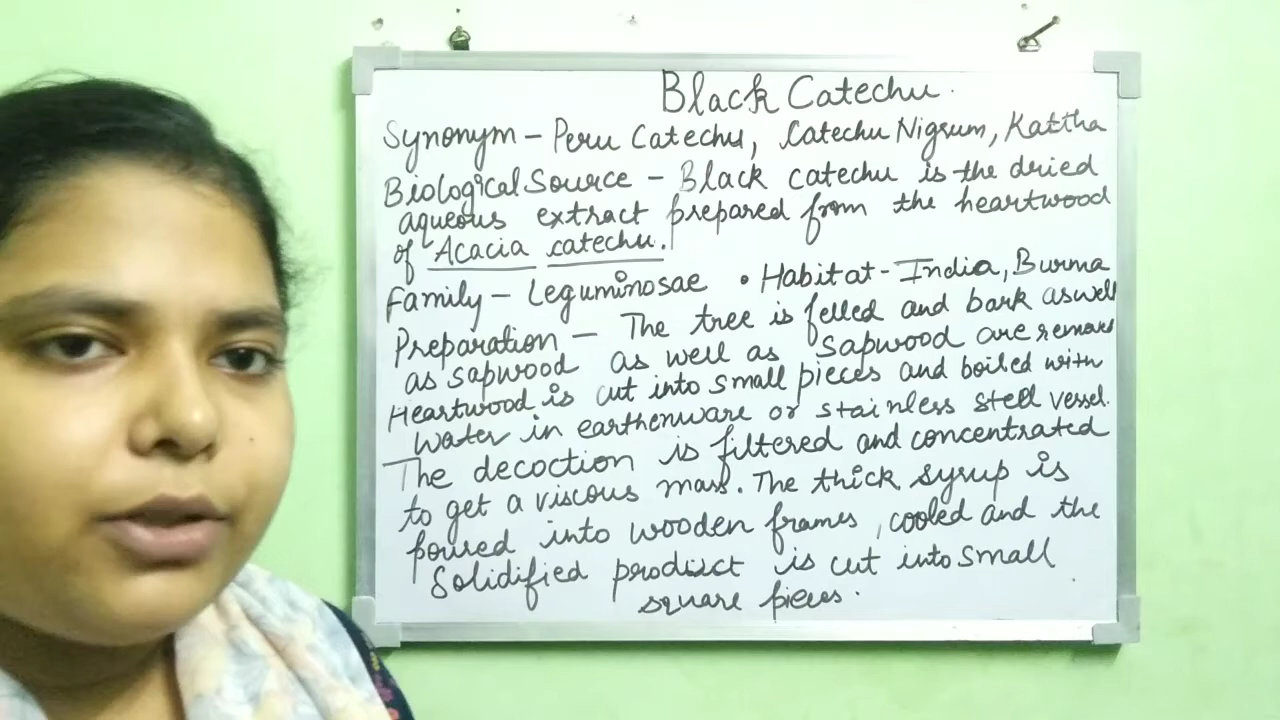 Black Catechu.
Synonym - Peru Catechu, Catechu Nigrum, Kattha
Biological Source - Black catechu is the dried
aqueous extract prepared from the heartwood
of Acacia catechu.
Family - Leguminosae • Habitat - India, Burma
Preparation - The tree is felled and bark aswell
as sapwood as well as sapwood are
Heartwood is cut into small pieces and boiled with
water in earthenware or stainless steel vessel.
The decoction is filtered and concentrated
to get a viscous mass. The thick syrup is
poured into wooden frames, cooled and the
Solidified product is cut into small
square pieces.